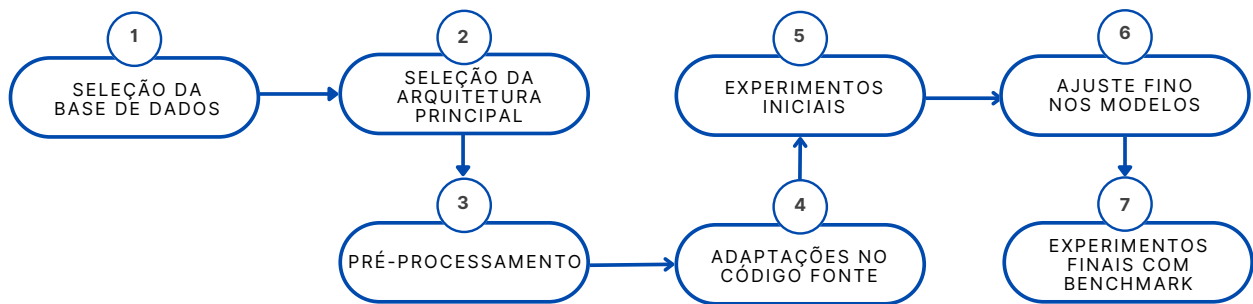 1
SELEÇÃO DA
BASE DE DADOS
2
SELEÇÃO DA
ARQUITETURA
PRINCIPAL
3
PRÉ-PROCESSAMENTO
4
ADAPTAÇÕES NO
CÓDIGO FONTE
5
EXPERIMENTOS
INICIAIS
6
AJUSTE FINO
NOS MODELOS
7
EXPERIMENTOS
FINAIS COM
BENCHMARK